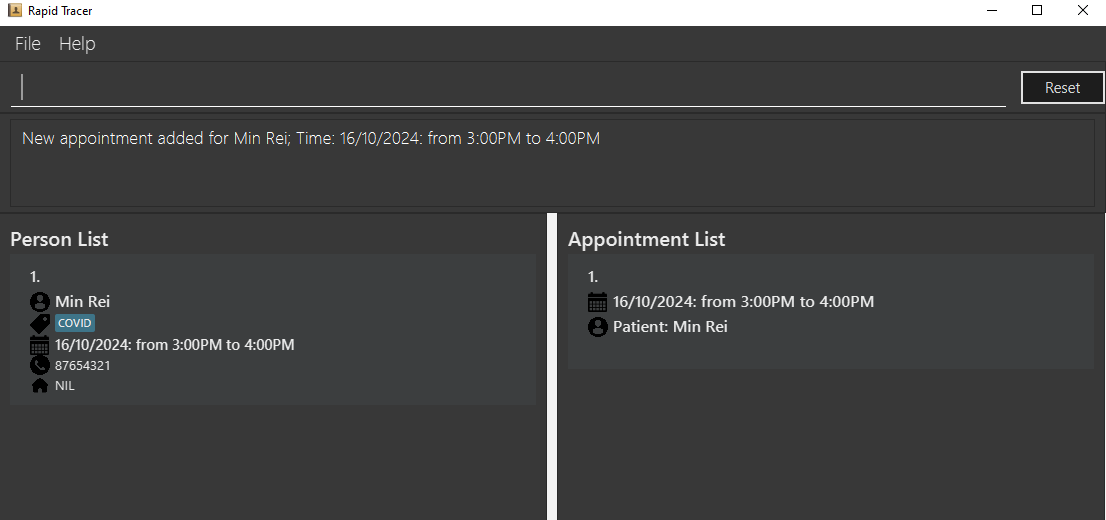 Rapid Tracer
File Help
Reset
New appointment added for Min Rei; Time: 16/10/2024: from 3:00PM to 4:00PM
Person List
1.
Min Rei
COVID
16/10/2024: from 3:00PM to 4:00PM
87654321
NIL
Appointment List
1.
16/10/2024: from 3:00PM to 4:00PM
Patient: Min Rei